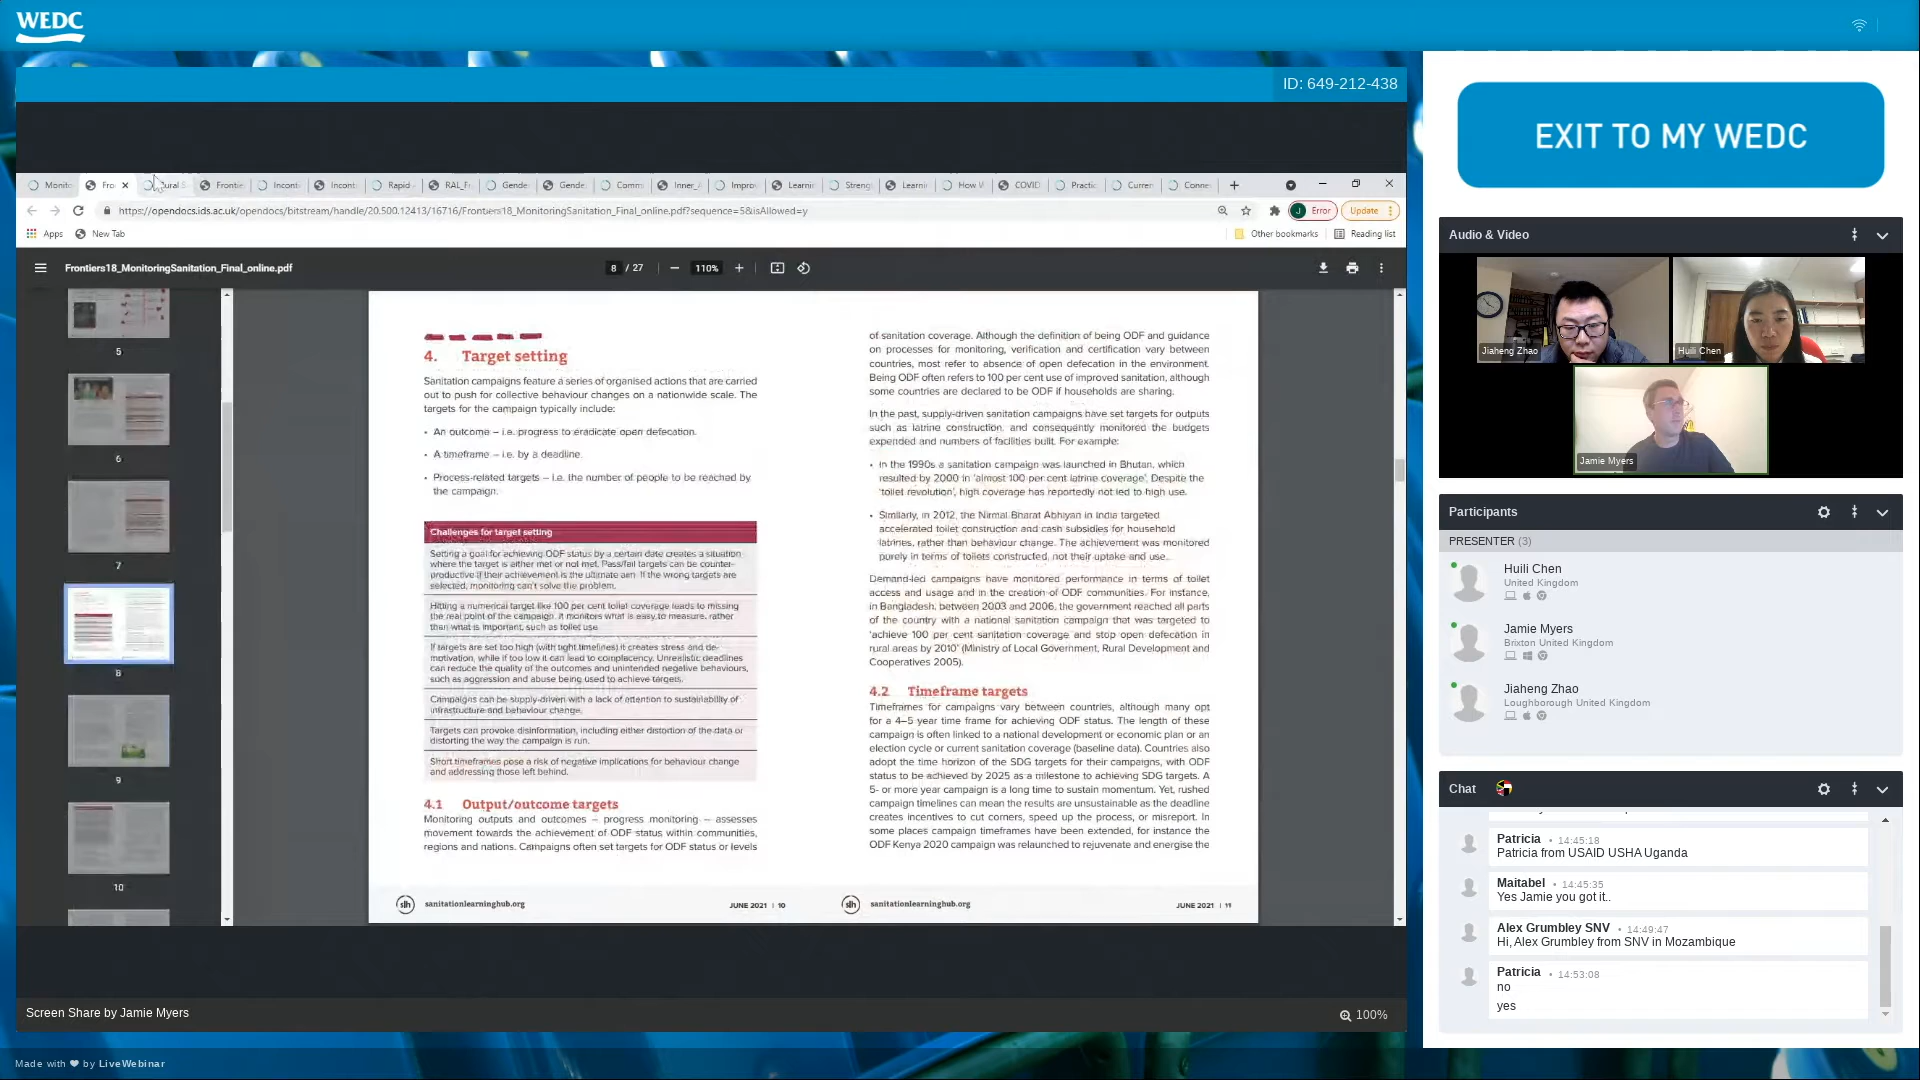 WEDC
ID: 649-212-438
Monito
Fro
Rural S
Frontie
Incont
Incont
Rapid
RAL_Fr
Gende
Gende
Comm
Inner_
Impro
Learni
Streng
Learni
How
COVID
Practic
Curren
Conne
https://opendocs.ids.ac.uk/opendocs/bitstream/handle/20.500.12413/16716/Frontiers18_MonitoringSanitation_Final_online.pdf?sequence=5&isAllowed=y
J
Error
Update
Apps
New Tab
Other bookmarks
Reading list
Frontiers18_MonitoringSanitation_Final_online.pdf
8 / 27
110%
5
6
7
8
9
10
4. Target setting
Sanitation campaigns feature a series of organised actions that are carried
out to push for collective behaviour changes on a nationwide scale. The
targets for the campaign typically include:
• An outcome – i.e. progress to eradicate open defecation.
• A timeframe – i.e. by a deadline.
• Process-related targets – i.e. the number of people to be reached by
the campaign.
Challenges for target setting
Setting a goal for achieving ODF status by a certain date creates a situation
where the target is either met or not met. Pass/fail targets can be counter-
productive if their achievement is the ultimate aim. If the wrong targets are
selected, monitoring can't solve the problem.
Hitting a numerical target like 100 per cent toilet coverage leads to missing
the real point of the campaign. It monitors what is easy to measure, rather
than what is important, such as toilet use.
If targets are set too high (with tight timelines) it creates stress and de-
motivation, while if too low it can lead to complacency. Unrealistic deadlines
can reduce the quality of the outcomes and unintended negative behaviours,
such as aggression and abuse being used to achieve targets.
Campaigns can be supply-driven with a lack of attention to sustainability of
infrastructure and behaviour change.
Targets can provoke disinformation, including either distortion of the data or
distorting the way the campaign is run.
Short timeframes pose a risk of negative implications for behaviour change
and addressing those left behind.
4.1 Output/outcome targets
Monitoring outputs and outcomes – progress monitoring – assesses
movement towards the achievement of ODF status within communities,
regions and nations. Campaigns often set targets for ODF status or levels
slh
sanitationlearninghub.org
JUNE 2021 | 10
of sanitation coverage. Although the definition of being ODF and guidance
on processes for monitoring, verification and certification vary between
countries, most refer to absence of open defecation in the environment.
Being ODF often refers to 100 per cent use of improved sanitation, although
some countries are declared to be ODF if households are sharing.
In the past, supply-driven sanitation campaigns have set targets for outputs
such as latrine construction, and consequently monitored the budgets
expended and numbers of facilities built. For example:
• In the 1990s a sanitation campaign was launched in Bhutan, which
resulted by 2000 in 'almost 100 per cent latrine coverage'. Despite the
'toilet revolution', high coverage has reportedly not led to high use.
• Similarly, in 2012, the Nirmal Bharat Abhiyan in India targeted
accelerated toilet construction and cash subsidies for household
latrines, rather than behaviour change. The achievement was monitored
purely in terms of toilets constructed, not their uptake and use.
Demand-led campaigns have monitored performance in terms of toilet
access and usage and in the creation of ODF communities. For instance,
in Bangladesh, between 2003 and 2006, the government reached all parts
of the country with a national sanitation campaign that was targeted to
'achieve 100 per cent sanitation coverage and stop open defecation in
rural areas by 2010' (Ministry of Local Government, Rural Development and
Cooperatives 2005).
4.2 Timeframe targets
Timeframes for campaigns vary between countries, although many opt
for a 4–5 year time frame for achieving ODF status. The length of these
campaign is often linked to a national development or economic plan or an
election cycle or current sanitation coverage (baseline data). Countries also
adopt the time horizon of the SDG targets for their campaigns, with ODF
status to be achieved by 2025 as a milestone to achieving SDG targets. A
5- or more year campaign is a long time to sustain momentum. Yet, rushed
campaign timelines can mean the results are unsustainable as the deadline
creates incentives to cut corners, speed up the process, or misreport. In
some places campaign timeframes have been extended, for instance the
ODF Kenya 2020 campaign was relaunched to rejuvenate and energise the
slh
sanitationlearninghub.org
JUNE 2021 | 11
Screen Share by Jamie Myers
100%
Made with ❤ by LiveWebinar
EXIT TO MY WEDC
Audio & Video
Jiaheng Zhao
Huili Chen
Jamie Myers
Participants
PRESENTER (3)
Huili Chen
United Kingdom
Jamie Myers
Brixton United Kingdom
Jiaheng Zhao
Loughborough United Kingdom
Chat
Patricia • 14:45:18
Patricia from USAID USHA Uganda
Maitabel • 14:45:35
Yes Jamie you got it..
Alex Grumbley SNV • 14:49:47
Hi, Alex Grumbley from SNV in Mozambique
Patricia • 14:53:08
no
yes